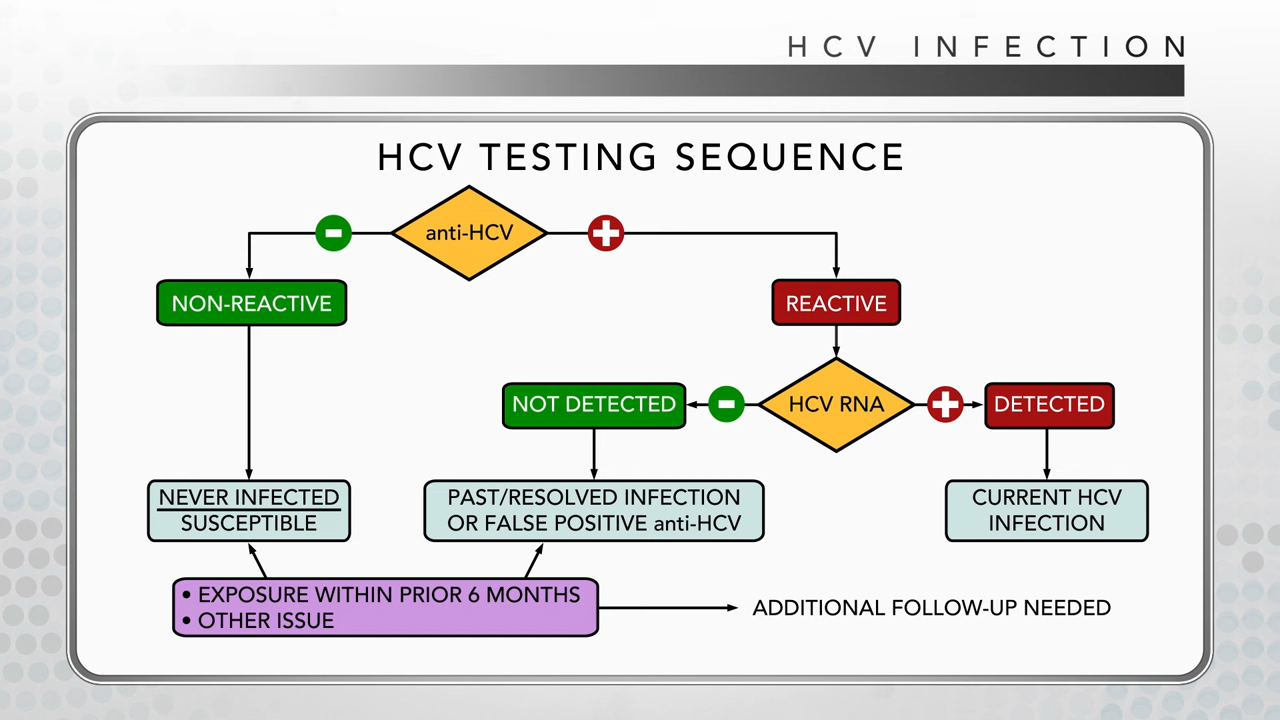 HCV INFECTION
HCV TESTING SEQUENCE
anti-HCV
NON-REACTIVE
REACTIVE
NOT DETECTED
HCV RNA
DETECTED
NEVER INFECTED
SUSCEPTIBLE
PAST/RESOLVED INFECTION
OR FALSE POSITIVE anti-HCV
CURRENT HCV
INFECTION
• EXPOSURE WITHIN PRIOR 6 MONTHS
• OTHER ISSUE
ADDITIONAL FOLLOW-UP NEEDED